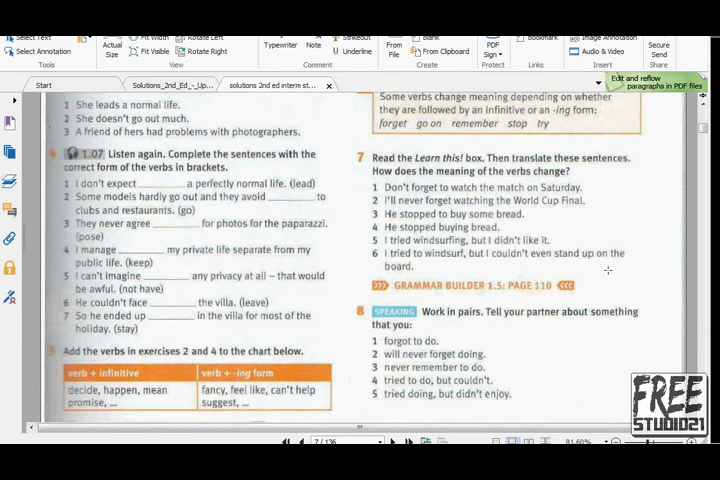 Select Text
Select Annotation
Tools
Actual
Size
Fit Width
Fit Visible
Rotate Left
Rotate Right
View
Typewriter
Note
Strikeout
Underline
Comment
From
File
Blank
From Clipboard
Create
PDF
Sign
Protect
Bookmark
Image Annotation
Audio & Video
Insert
Secure
Send
Start
Solutions_2nd_Ed_-_Up...
solutions 2nd ed interm st...
Edit and reflow
paragraphs in PDF files
1 She leads a normal life.
2 She doesn't go out much.
3 A friend of hers had problems with photographers.
1.07 Listen again. Complete the sentences with the
correct form of the verbs in brackets.
1 I don't expect ________ a perfectly normal life. (lead)
2 Some models hardly go out and they avoid ________ to
clubs and restaurants. (go)
3 They never agree ________ for photos for the paparazzi.
(pose)
4 I manage ________ my private life separate from my
public life. (keep)
5 I can't imagine ________ any privacy at all – that would
be awful. (not have)
6 He couldn't face ________ the villa. (leave)
7 So he ended up ________ in the villa for most of the
holiday. (stay)
5 Add the verbs in exercises 2 and 4 to the chart below.
verb + infinitive
verb + -ing form
decide, happen, mean
promise, ...
fancy, feel like, can't help
suggest, ...
Some verbs change meaning depending on whether
they are followed by an infinitive or an -ing form:
forget go on remember stop try
7 Read the Learn this! box. Then translate these sentences.
How does the meaning of the verbs change?
1 Don't forget to watch the match on Saturday.
2 I'll never forget watching the World Cup Final.
3 He stopped to buy some bread.
4 He stopped buying bread.
5 I tried windsurfing, but I didn't like it.
6 I tried to windsurf, but I couldn't even stand up on the
board.
GRAMMAR BUILDER 1.5: PAGE 110
8 SPEAKING Work in pairs. Tell your partner about something
that you:
1 forgot to do.
2 will never forget doing.
3 never remember to do.
4 tried to do, but couldn't.
5 tried doing, but didn't enjoy.
FREE
STUDIO21
7 / 136
81.60%